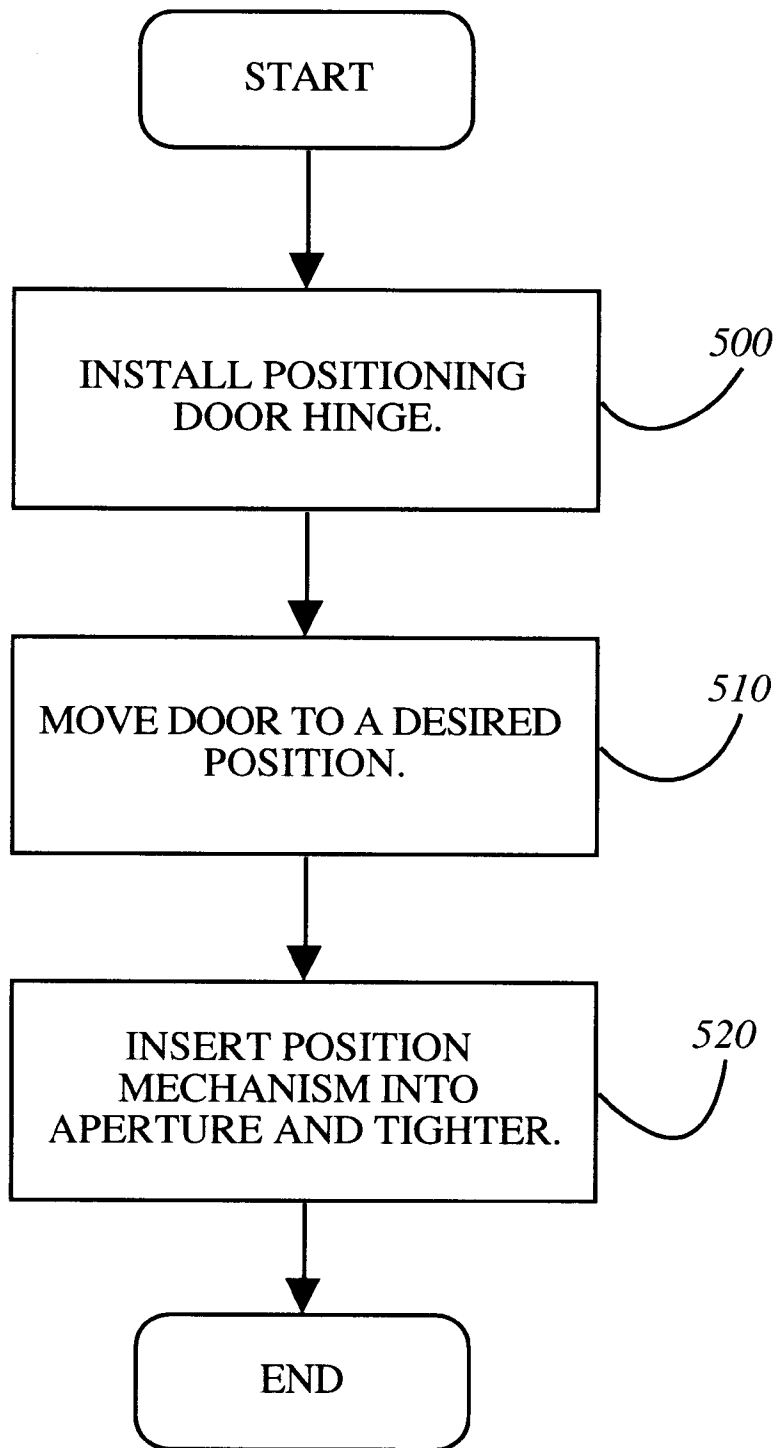 START
INSTALL POSITIONING
DOOR HINGE.
500
MOVE DOOR TO A DESIRED
POSITION.
510
INSERT POSITION
MECHANISM INTO
APERTURE AND TIGHTER.
520
END